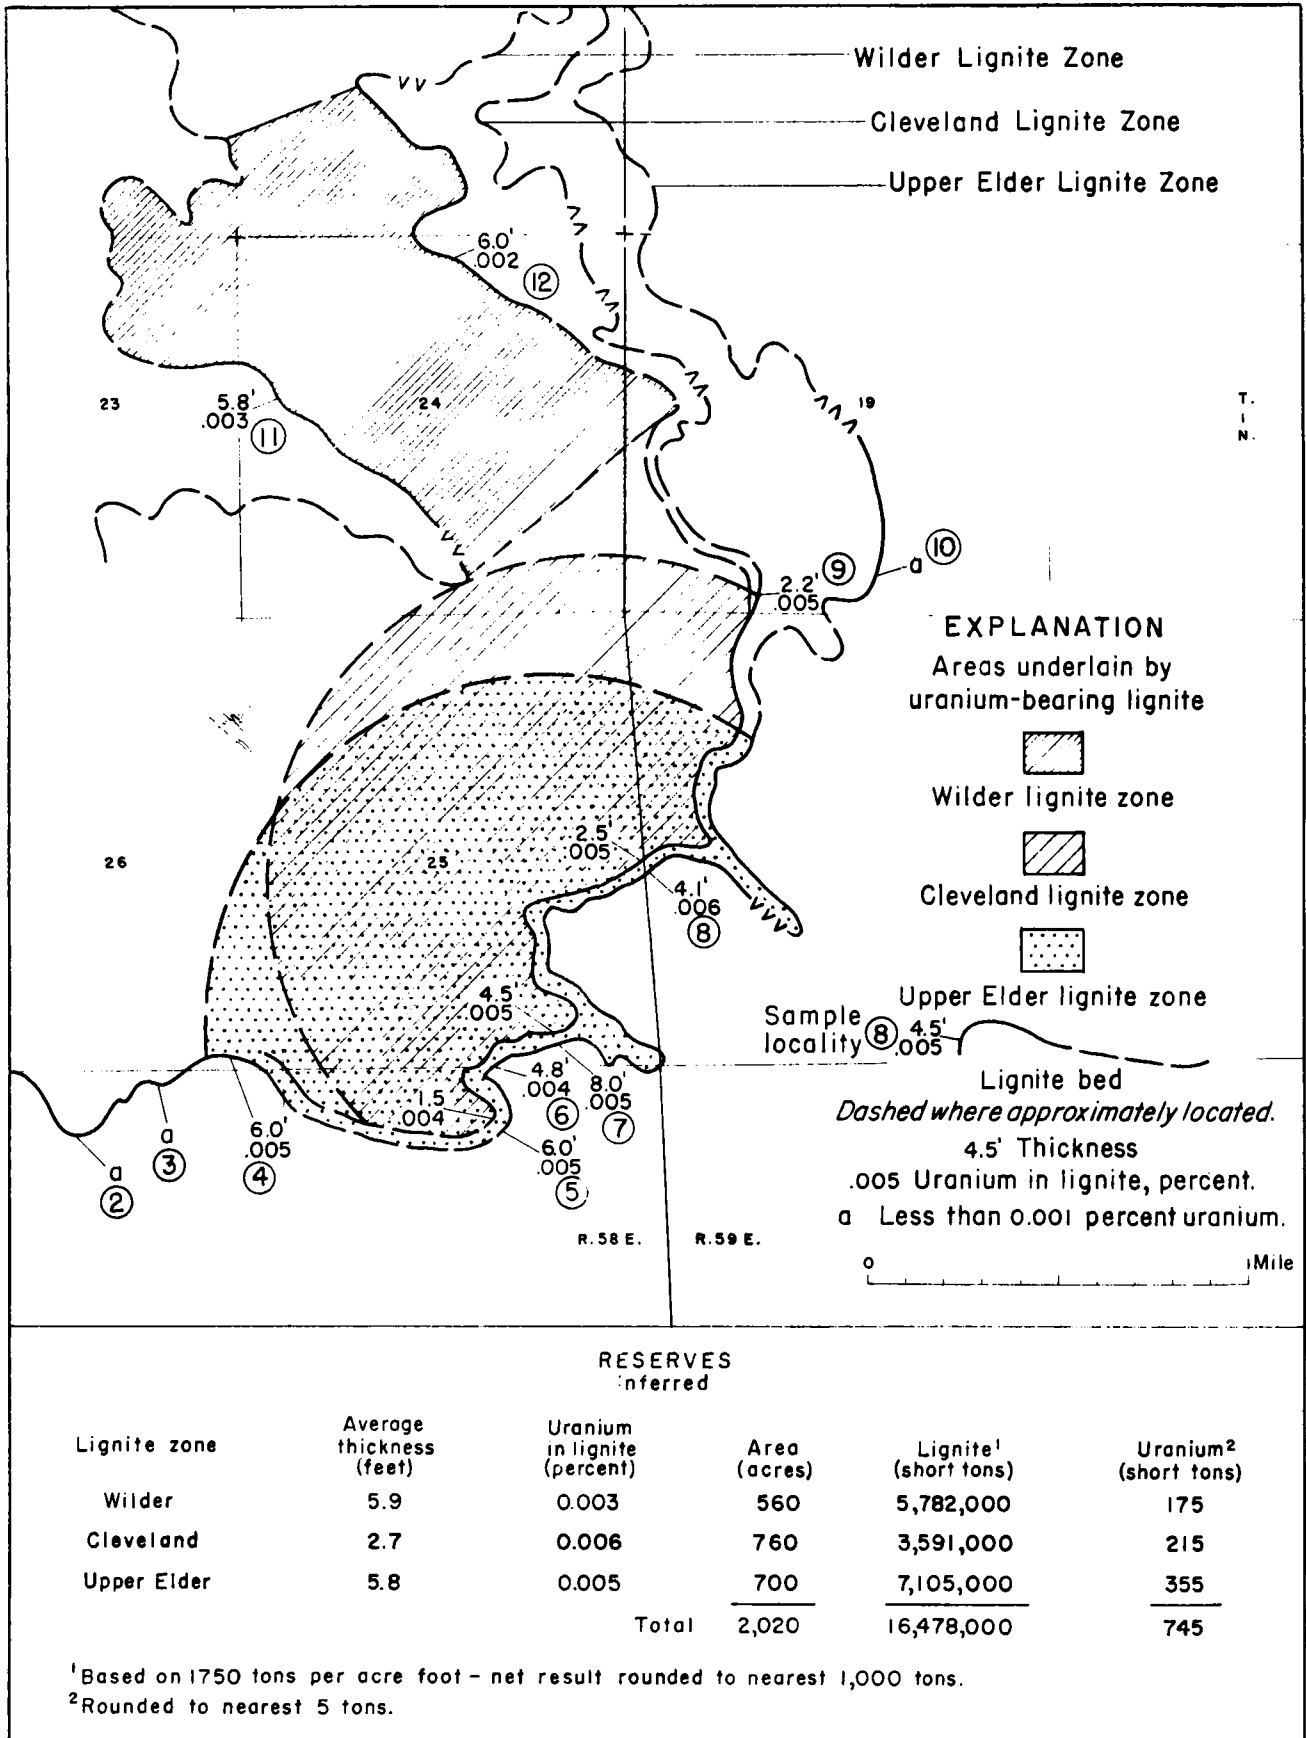 Wilder Lignite Zone
Cleveland Lignite Zone
Upper Elder Lignite Zone
6.0'
.002
12
23
5.8'
.003
11
24
19
T.
1
N.
a
10
9
2.2'
.005
EXPLANATION
Areas underlain by
uranium-bearing lignite
Wilder lignite zone
Cleveland lignite zone
Upper Elder lignite zone
26
25
2.5'
.005
4.1'
.006
8
4.5'
.005
4.8'
.004
6
8.0'
.005
7
1.5
.004
6.0'
.005
5
6.0'
.005
4
a
3
a
2
Sample
locality 8 4.5'
.005
Lignite bed
Dashed where approximately located.
4.5' Thickness
.005 Uranium in lignite, percent.
a Less than 0.001 percent uranium.
R. 58 E. R. 59 E.
0 1 Mile
RESERVES
Inferred
Lignite zone Average thickness (feet) Uranium in lignite (percent) Area (acres) Lignite¹ (short tons) Uranium² (short tons)
Wilder 5.9 0.003 560 5,782,000 175
Cleveland 2.7 0.006 760 3,591,000 215
Upper Elder 5.8 0.005 700 7,105,000 355
Total 2,020 16,478,000 745
¹Based on 1750 tons per acre foot – net result rounded to nearest 1,000 tons.
²Rounded to nearest 5 tons.